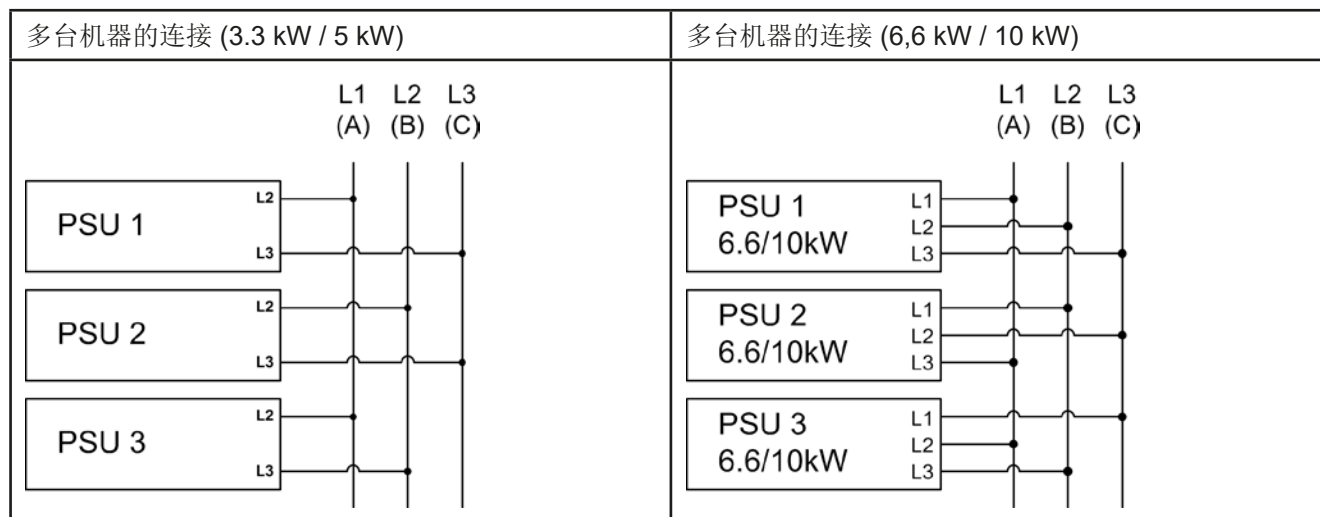 多台机器的连接 (3.3 kW / 5 kW)
L1 L2 L3
(A) (B) (C)
L2
PSU 1
L3
L2
PSU 2
L3
L2
PSU 3
L3
多台机器的连接 (6,6 kW / 10 kW)
L1 L2 L3
(A) (B) (C)
PSU 1
6.6/10kW
L1
L2
L3
PSU 2
6.6/10kW
L1
L2
L3
PSU 3
6.6/10kW
L1
L2
L3